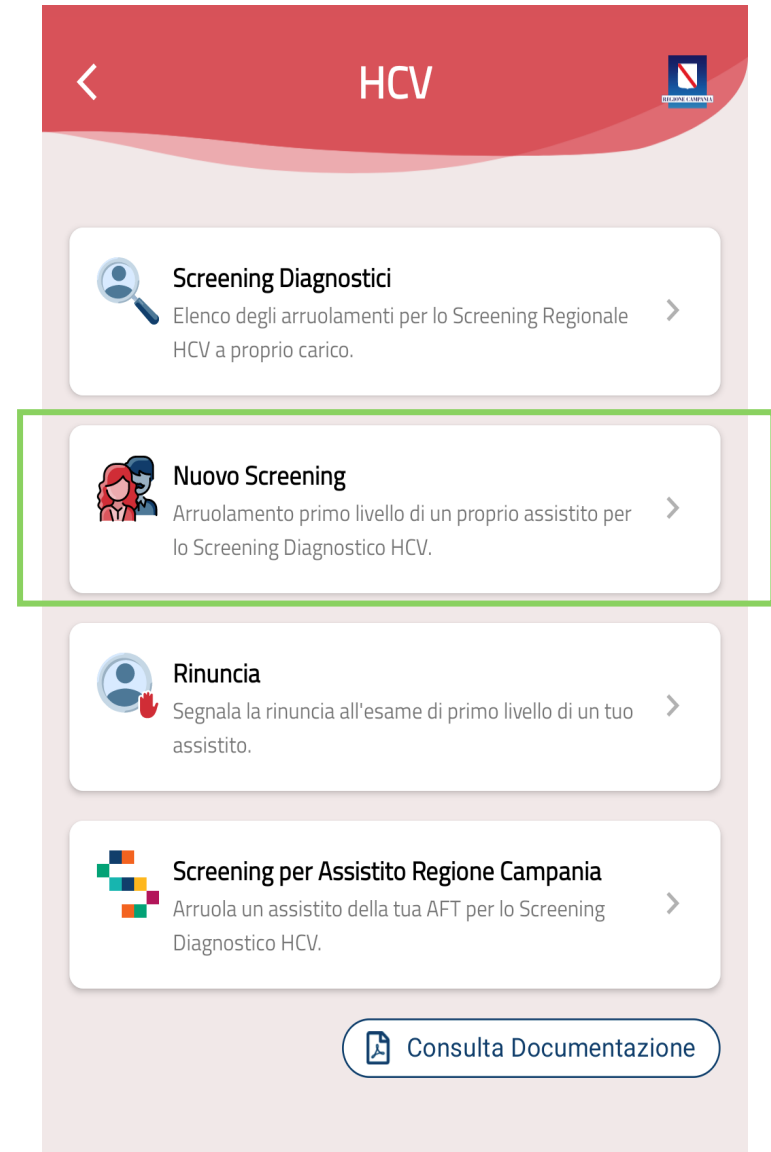 HCV
REGIONE CAMPANIA
Screening Diagnostici
Elenco degli arruolamenti per lo Screening Regionale
HCV a proprio carico.
Nuovo Screening
Arruolamento primo livello di un proprio assistito per
lo Screening Diagnostico HCV.
Rinuncia
Segnala la rinuncia all'esame di primo livello di un tuo
assistito.
Screening per Assistito Regione Campania
Arruola un assistito della tua AFT per lo Screening
Diagnostico HCV.
Consulta Documentazione